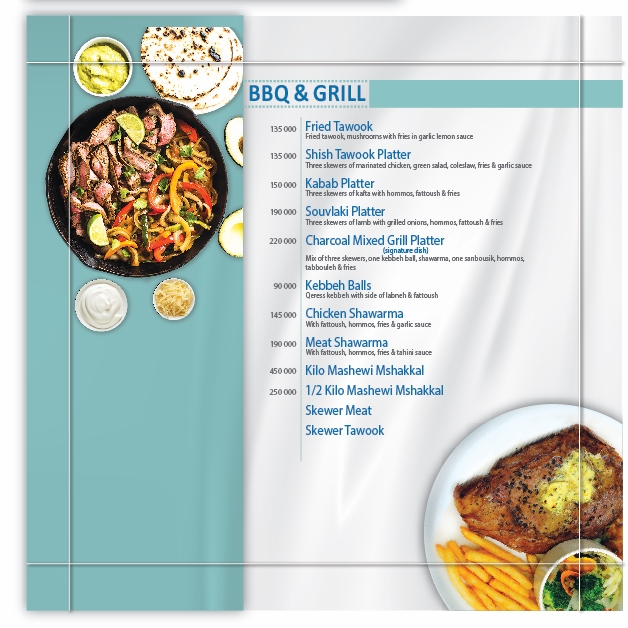 BBQ & GRILL
135 000 Fried Tawook
Fried tawook, mushrooms with fries in garlic lemon sauce
135 000 Shish Tawook Platter
Three skewers of marinated chicken, green salad, coleslaw, fries & garlic sauce
150 000 Kabab Platter
Three skewers of kafta with hommos, fattoush & fries
190 000 Souvlaki Platter
Three skewers of lamb with grilled onions, hommos, fattoush & fries
220 000 Charcoal Mixed Grill Platter
(signature dish)
Mix of three skewers, one kebbeh ball, shawarma, one sanbousik, hommos,
tabbouleh & fries
90 000 Kebbeh Balls
Qeress kebbeh with side of labneh & fattoush
145 000 Chicken Shawarma
With fattoush, hommos, fries & garlic sauce
190 000 Meat Shawarma
With fattoush, hommos, fries & tahini sauce
450 000 Kilo Mashewi Mshakkal
250 000 1/2 Kilo Mashewi Mshakkal
Skewer Meat
Skewer Tawook